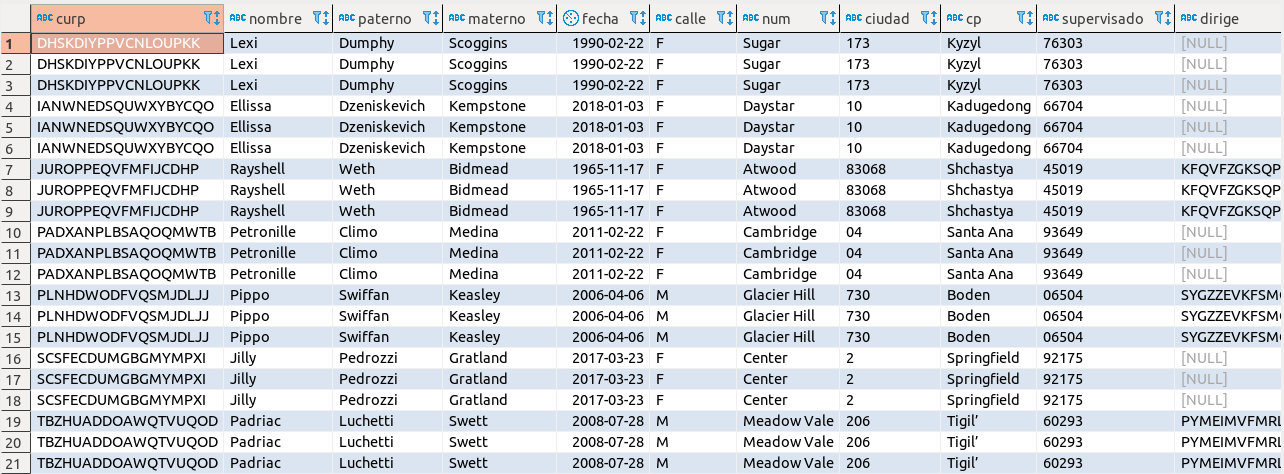 curp nombre paterno materno fecha calle num ciudad cp supervisado dirige
1 DHSKDIYPPVCNLOUPKK Lexi Dumphy Scoggins 1990-02-22 F Sugar 173 Kyzyl 76303 [NULL]
2 DHSKDIYPPVCNLOUPKK Lexi Dumphy Scoggins 1990-02-22 F Sugar 173 Kyzyl 76303 [NULL]
3 DHSKDIYPPVCNLOUPKK Lexi Dumphy Scoggins 1990-02-22 F Sugar 173 Kyzyl 76303 [NULL]
4 IANWNEDSQUWXYBYCQO Ellissa Dzeniskevich Kempstone 2018-01-03 F Daystar 10 Kadugedong 66704 [NULL]
5 IANWNEDSQUWXYBYCQO Ellissa Dzeniskevich Kempstone 2018-01-03 F Daystar 10 Kadugedong 66704 [NULL]
6 IANWNEDSQUWXYBYCQO Ellissa Dzeniskevich Kempstone 2018-01-03 F Daystar 10 Kadugedong 66704 [NULL]
7 JUROPPEQVFMFIJCDHP Rayshell Weth Bidmead 1965-11-17 F Atwood 83068 Shchastya 45019 KFQVFZGKSQP
8 JUROPPEQVFMFIJCDHP Rayshell Weth Bidmead 1965-11-17 F Atwood 83068 Shchastya 45019 KFQVFZGKSQP
9 JUROPPEQVFMFIJCDHP Rayshell Weth Bidmead 1965-11-17 F Atwood 83068 Shchastya 45019 KFQVFZGKSQP
10 PADXANPLBSAQOQMWTB Petronille Climo Medina 2011-02-22 F Cambridge 04 Santa Ana 93649 [NULL]
11 PADXANPLBSAQOQMWTB Petronille Climo Medina 2011-02-22 F Cambridge 04 Santa Ana 93649 [NULL]
12 PADXANPLBSAQOQMWTB Petronille Climo Medina 2011-02-22 F Cambridge 04 Santa Ana 93649 [NULL]
13 PLNHDWODFVQSMJDLJJ Pippo Swiffan Keasley 2006-04-06 M Glacier Hill 730 Boden 06504 SYGZZEVKFSM
14 PLNHDWODFVQSMJDLJJ Pippo Swiffan Keasley 2006-04-06 M Glacier Hill 730 Boden 06504 SYGZZEVKFSM
15 PLNHDWODFVQSMJDLJJ Pippo Swiffan Keasley 2006-04-06 M Glacier Hill 730 Boden 06504 SYGZZEVKFSM
16 SCSFECDUMGBGMYMPXI Jilly Pedrozzi Gratland 2017-03-23 F Center 2 Springfield 92175 [NULL]
17 SCSFECDUMGBGMYMPXI Jilly Pedrozzi Gratland 2017-03-23 F Center 2 Springfield 92175 [NULL]
18 SCSFECDUMGBGMYMPXI Jilly Pedrozzi Gratland 2017-03-23 F Center 2 Springfield 92175 [NULL]
19 TBZHUADDOAWQTVUQOD Padriac Luchetti Swett 2008-07-28 M Meadow Vale 206 Tigil’ 60293 PYMEIMVFMRL
20 TBZHUADDOAWQTVUQOD Padriac Luchetti Swett 2008-07-28 M Meadow Vale 206 Tigil’ 60293 PYMEIMVFMRL
21 TBZHUADDOAWQTVUQOD Padriac Luchetti Swett 2008-07-28 M Meadow Vale 206 Tigil’ 60293 PYMEIMVFMRL